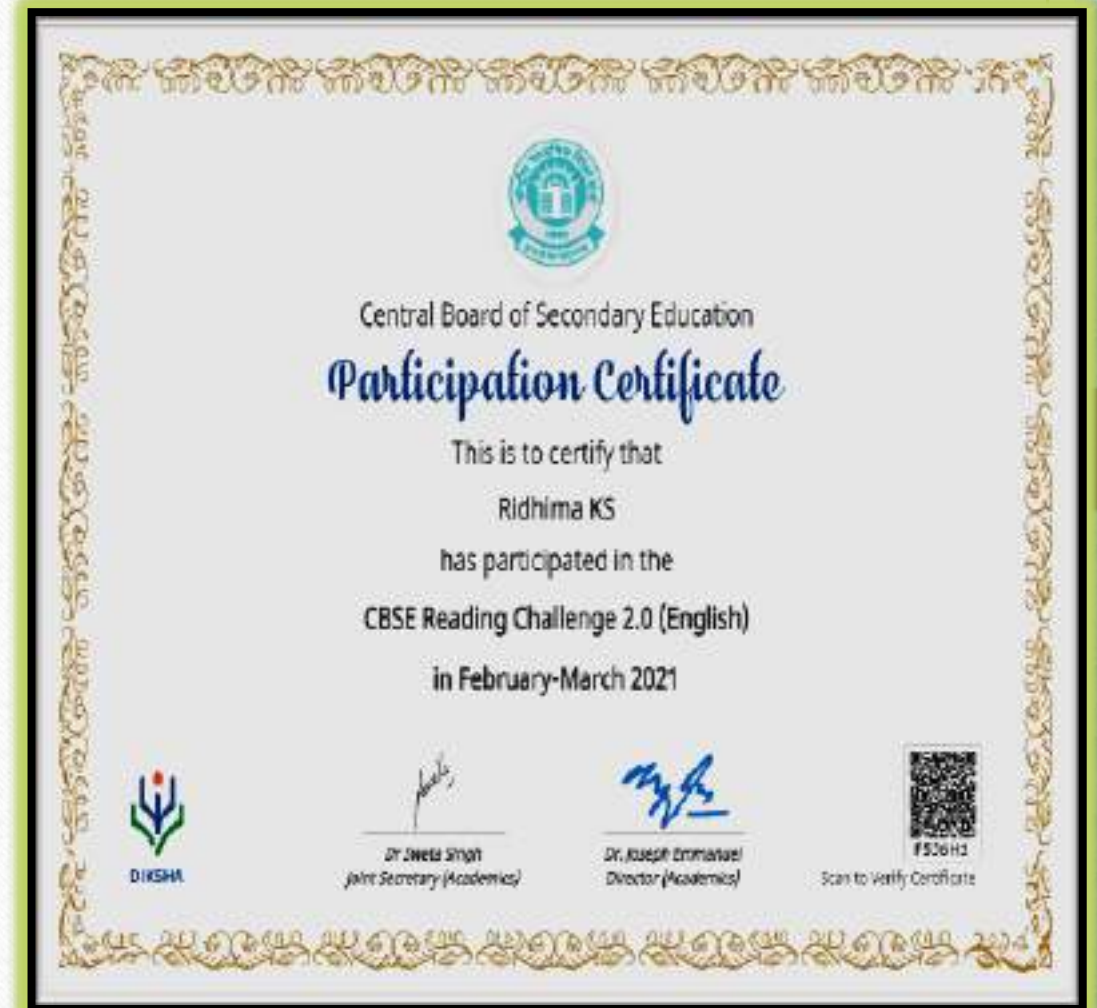 Central Board of Secondary Education
Participation Certificate
This is to certify that
Ridhima KS
has participated in the
CBSE Reading Challenge 2.0 (English)
in February-March 2021
DIKSHA
Dr Sweta Singh
Joint Secretary (Academics)
Dr. Joseph Emmanuel
Director (Academics)
Scan to Verify Certificate